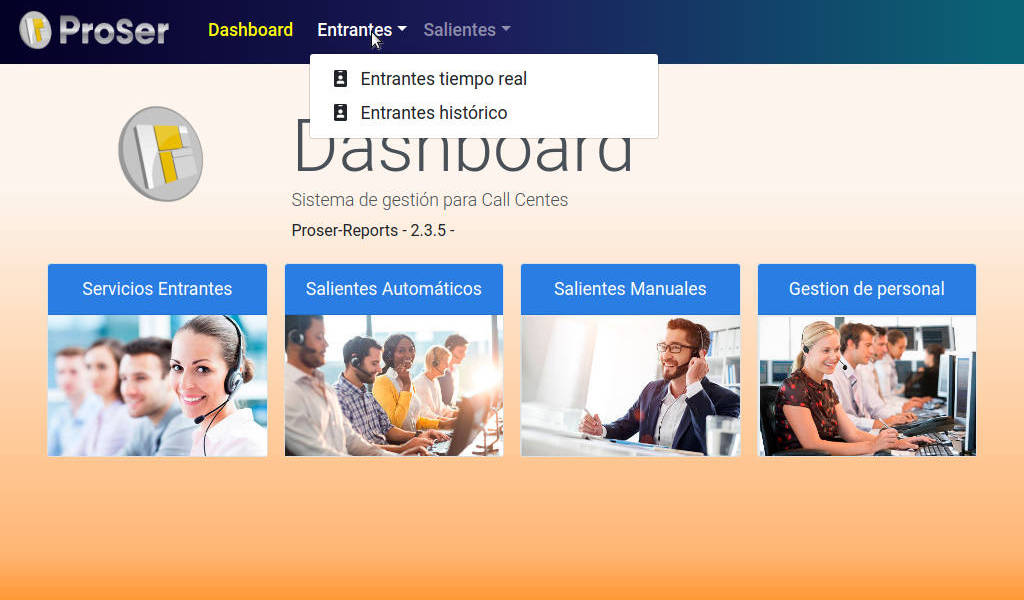 ProSer
Dashboard Entrantes Salientes
Entrantes tiempo real
Entrantes histórico
Dashboard
Sistema de gestión para Call Centes
Proser-Reports - 2.3.5 -
Servicios Entrantes
Salientes Automáticos
Salientes Manuales
Gestion de personal